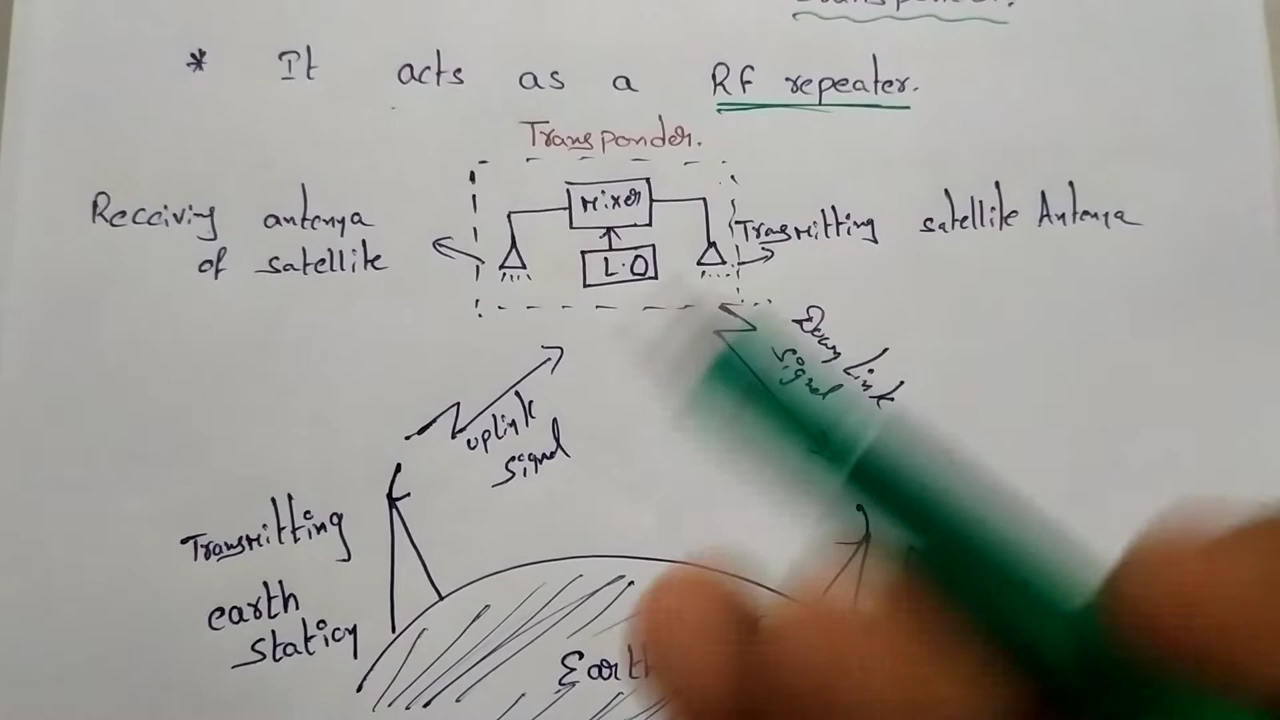 * It acts as a RF repeater.
Transponder.
Receiving antenna
of satellite
Mixer
L.O
Trasmitting satellite Antenna
Down link
signal
uplink
signal
Transmitting
earth
station
Earth